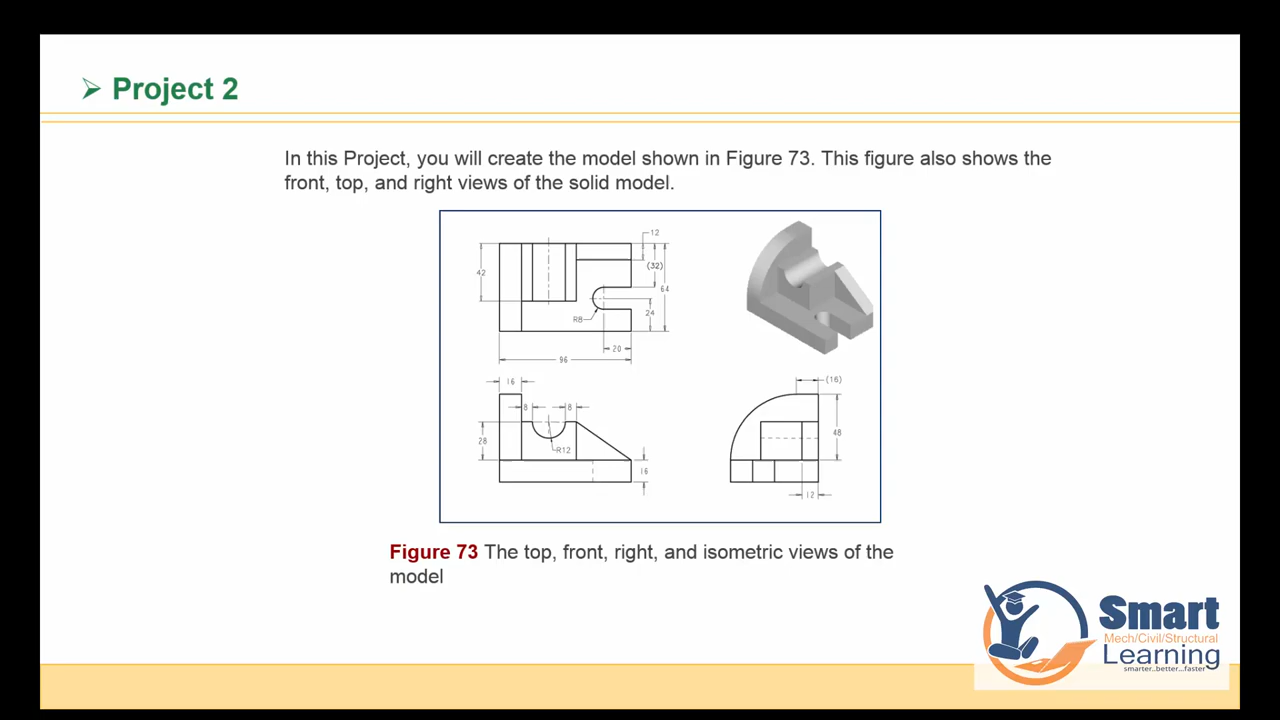 Project 2
In this Project, you will create the model shown in Figure 73. This figure also shows the
front, top, and right views of the solid model.
12
(32)
42
64
24
R8
20
96
16
8 8
28
R12
16
(16)
48
12
Figure 73 The top, front, right, and isometric views of the
model
Smart
Mech/Civil/Structural
Learning
smarter..better...faster